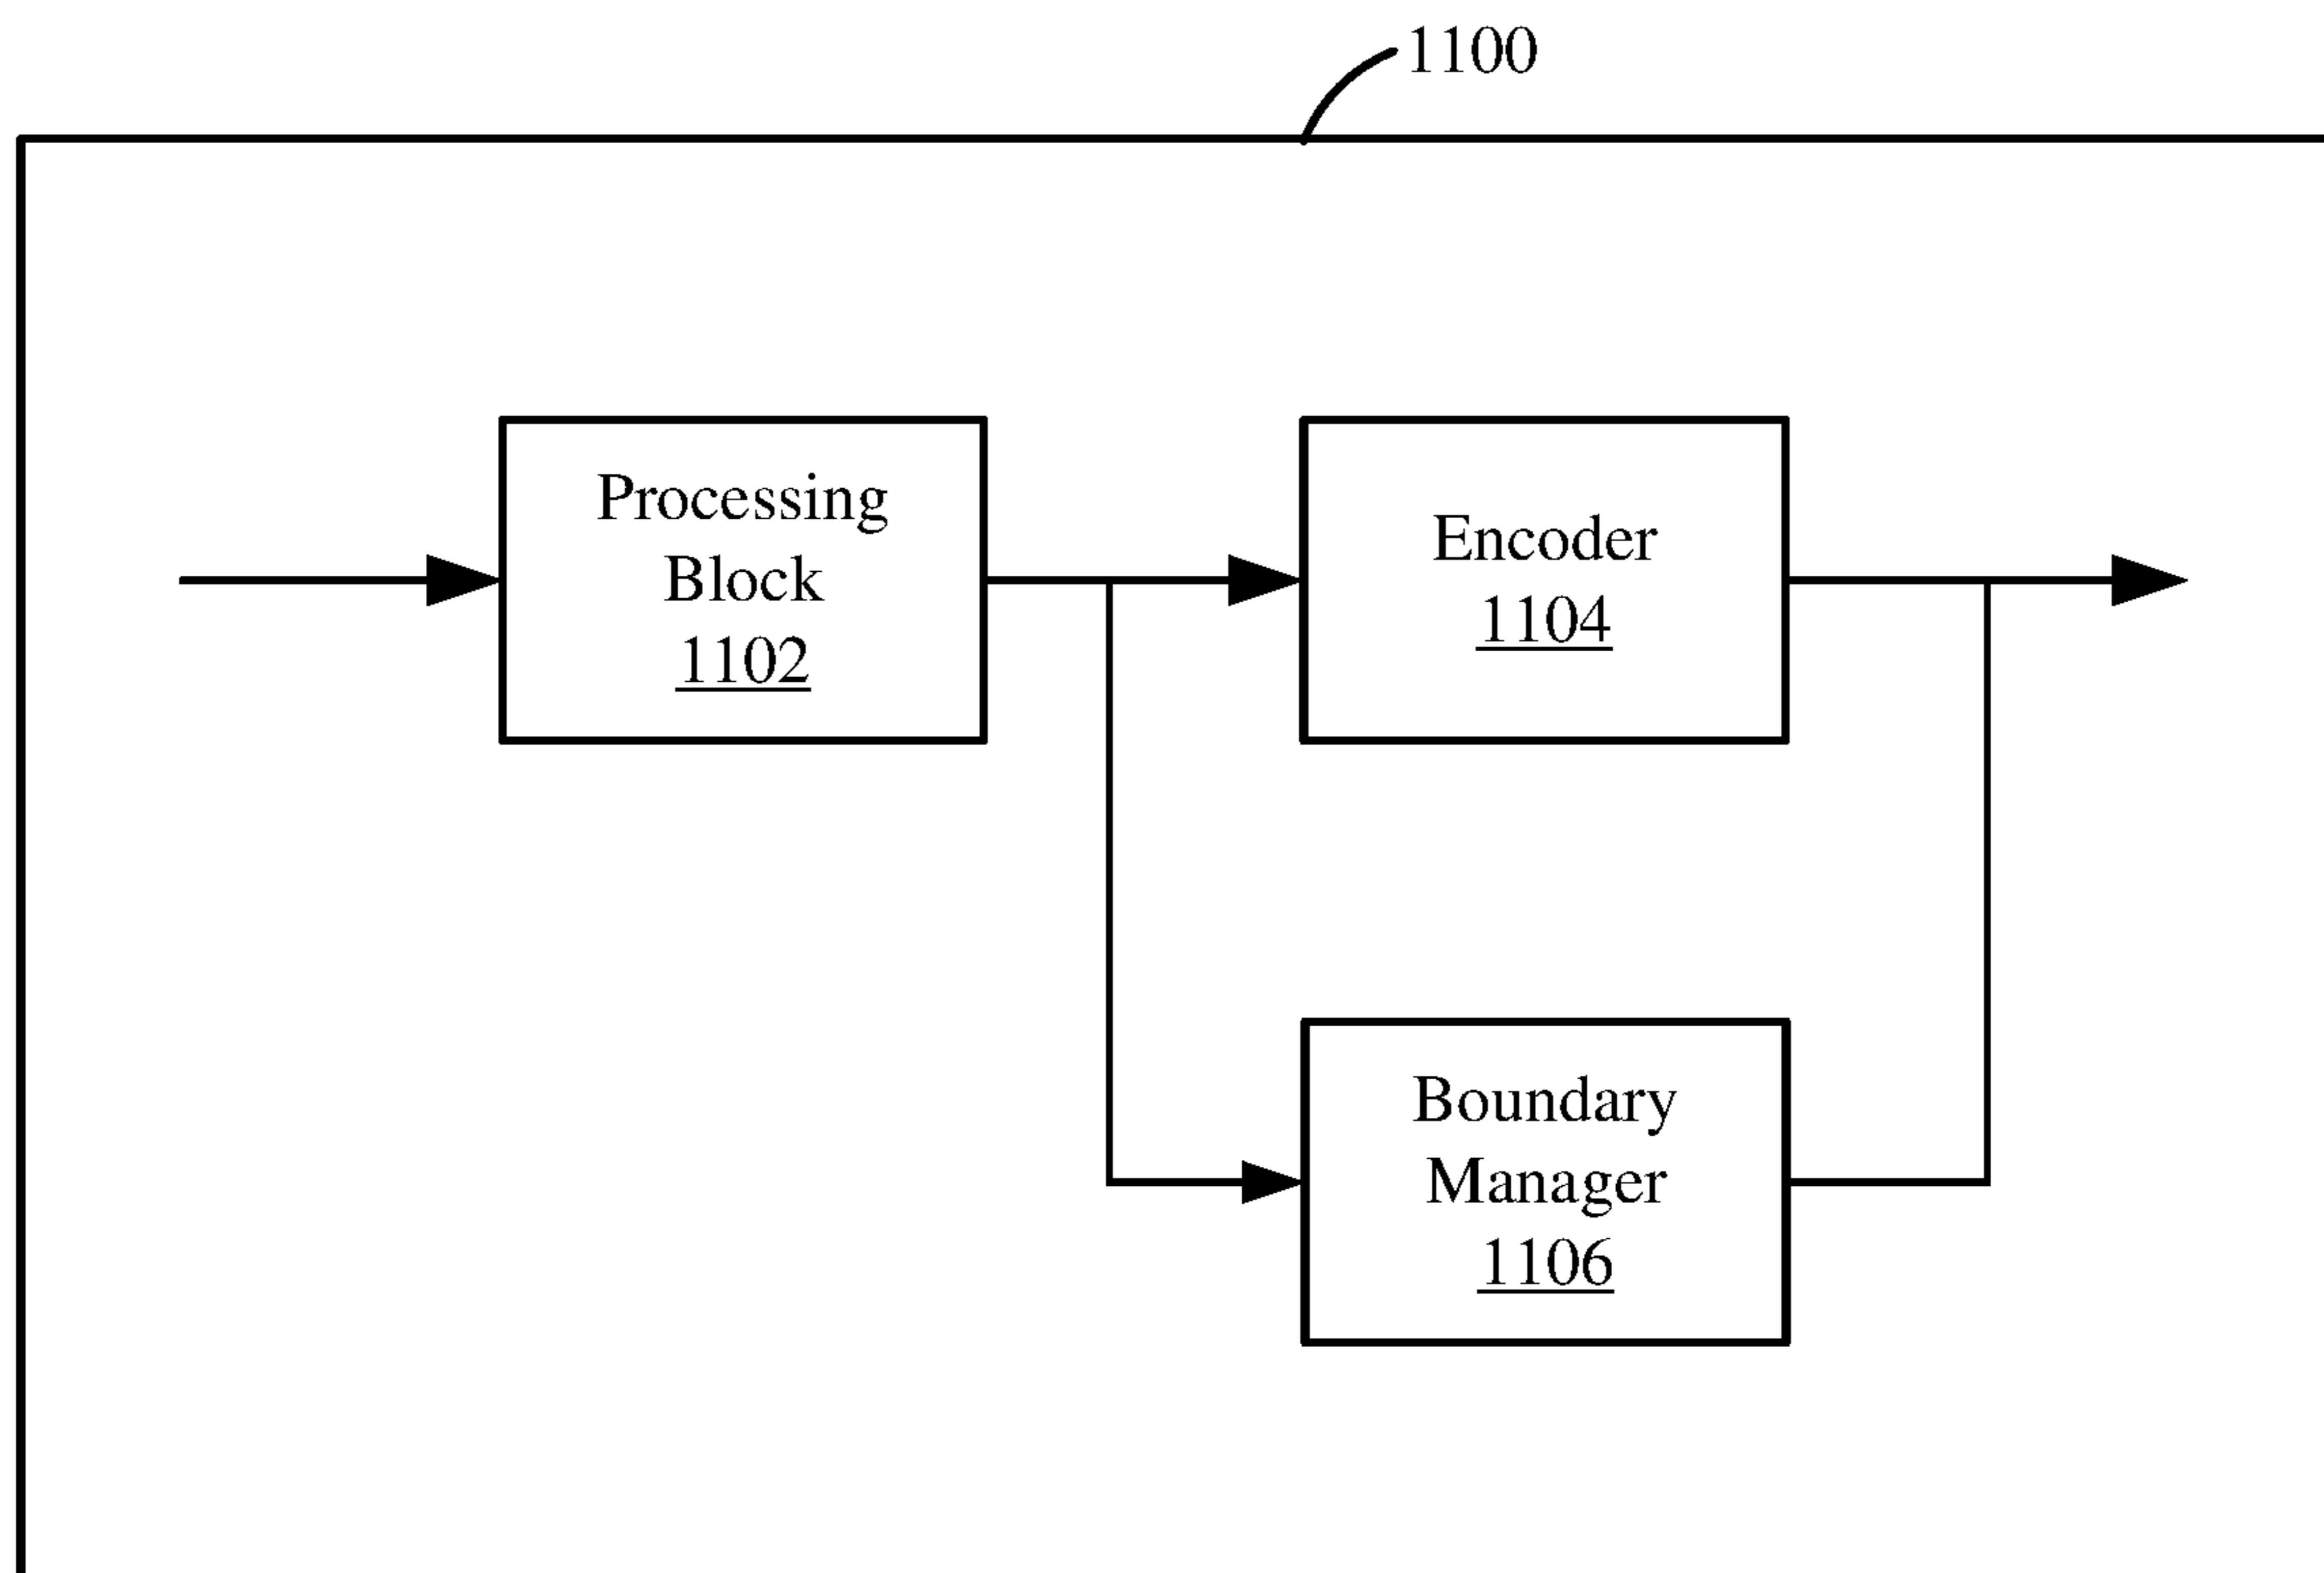 1100
Processing
Block
1102
Encoder
1104
Boundary
Manager
1106